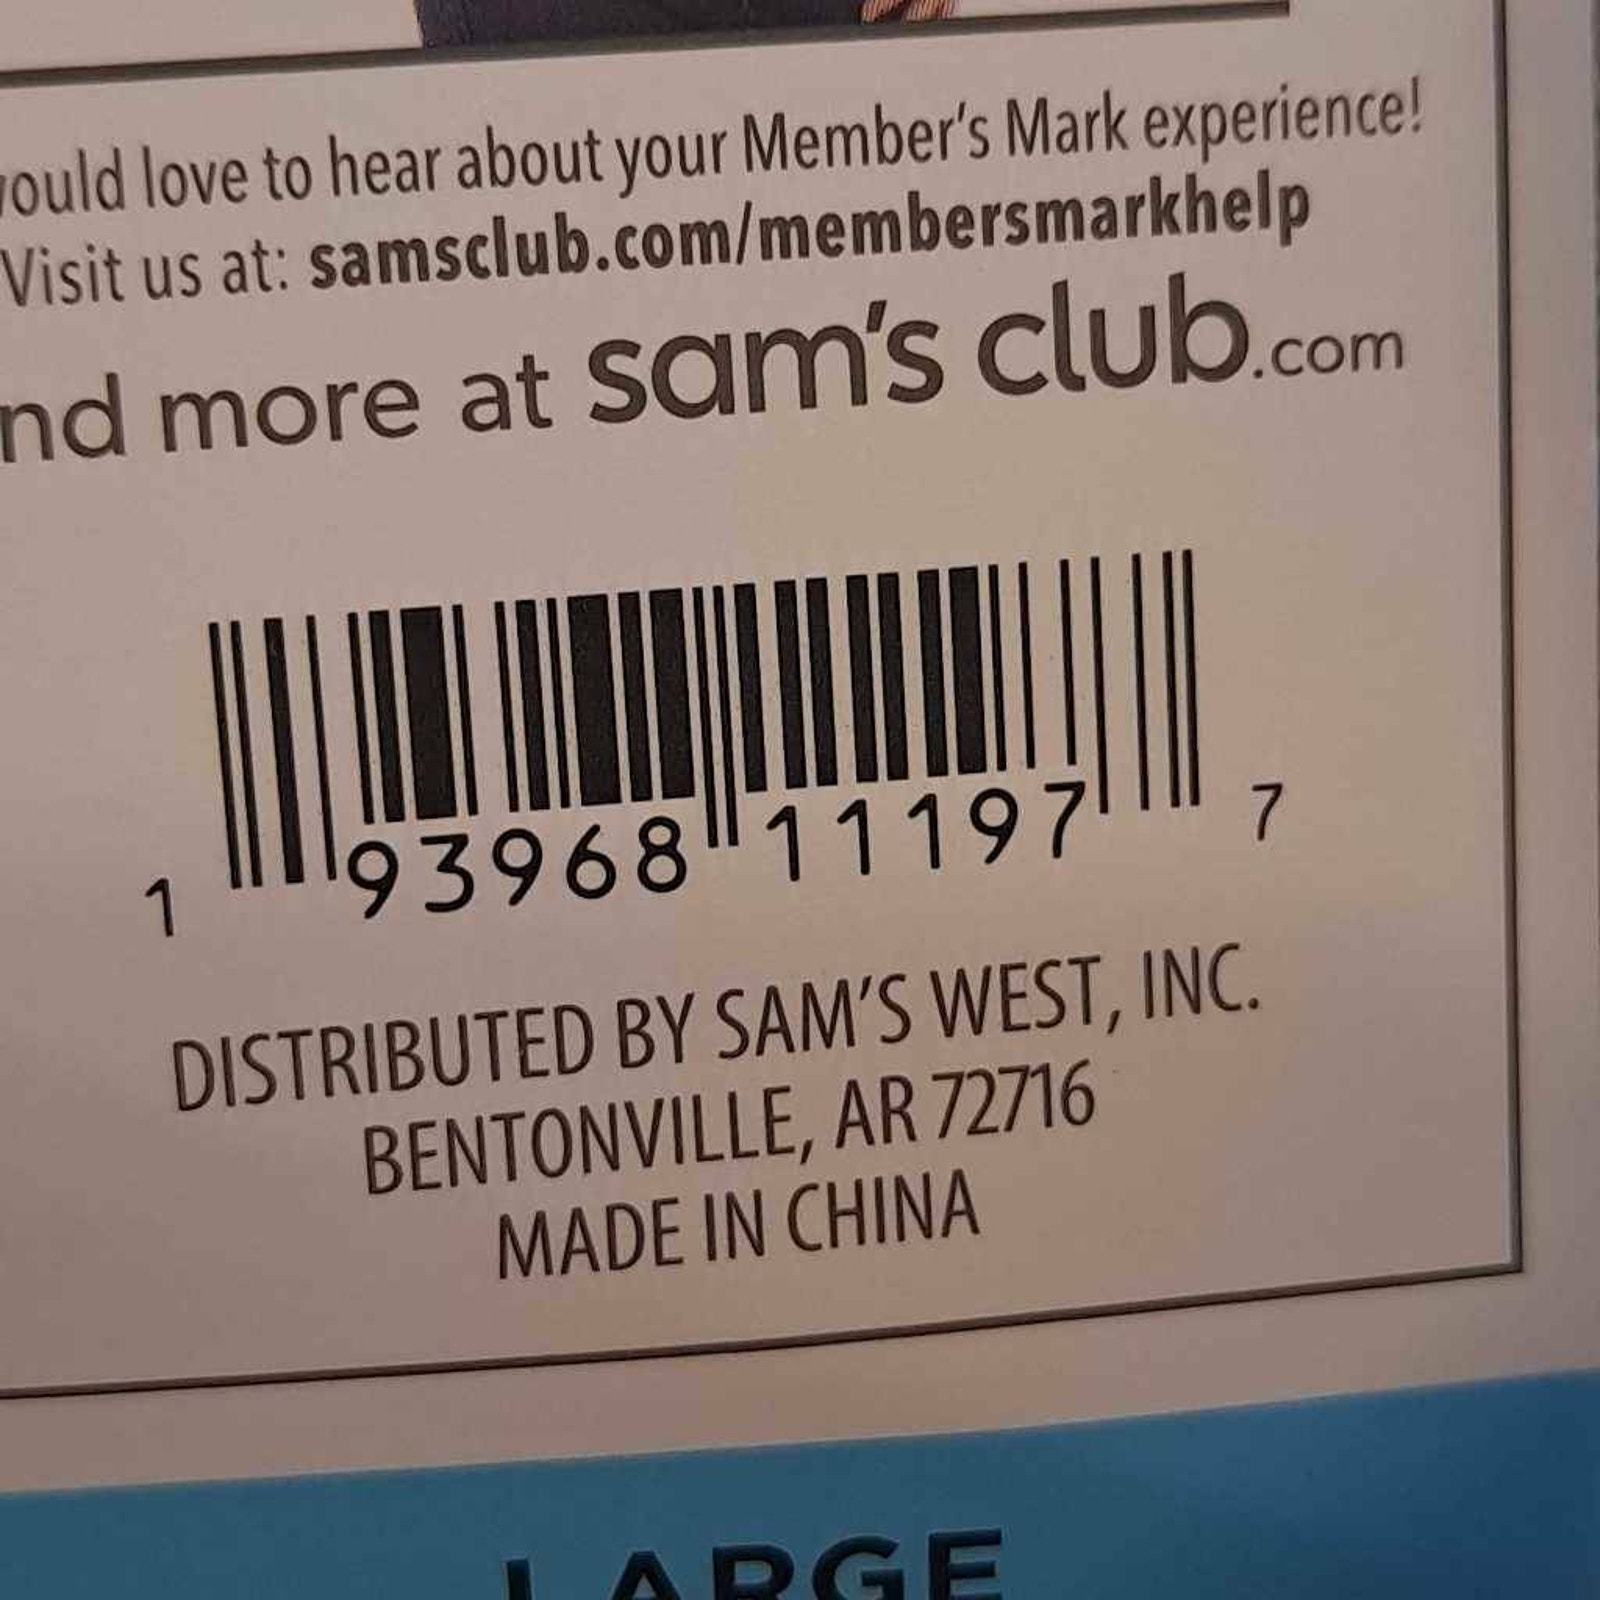 ould love to hear about your Member's Mark experience!
Visit us at: samsclub.com/membersmarkhelp
nd more at sam's club.com
1 93968 11197 7
DISTRIBUTED BY SAM'S WEST, INC.
BENTONVILLE, AR 72716
MADE IN CHINA
LARGE